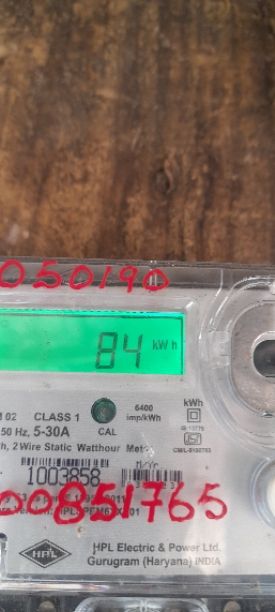 050190
84 kWh
02 CLASS 1
50 Hz, 5-30A
CAL
6400
imp/kWh
kWh
h, 2 Wire Static Watthour
1003858
00851765
HPL
HPL Electric & Power Ltd.
Gurugram (Haryana) INDIA